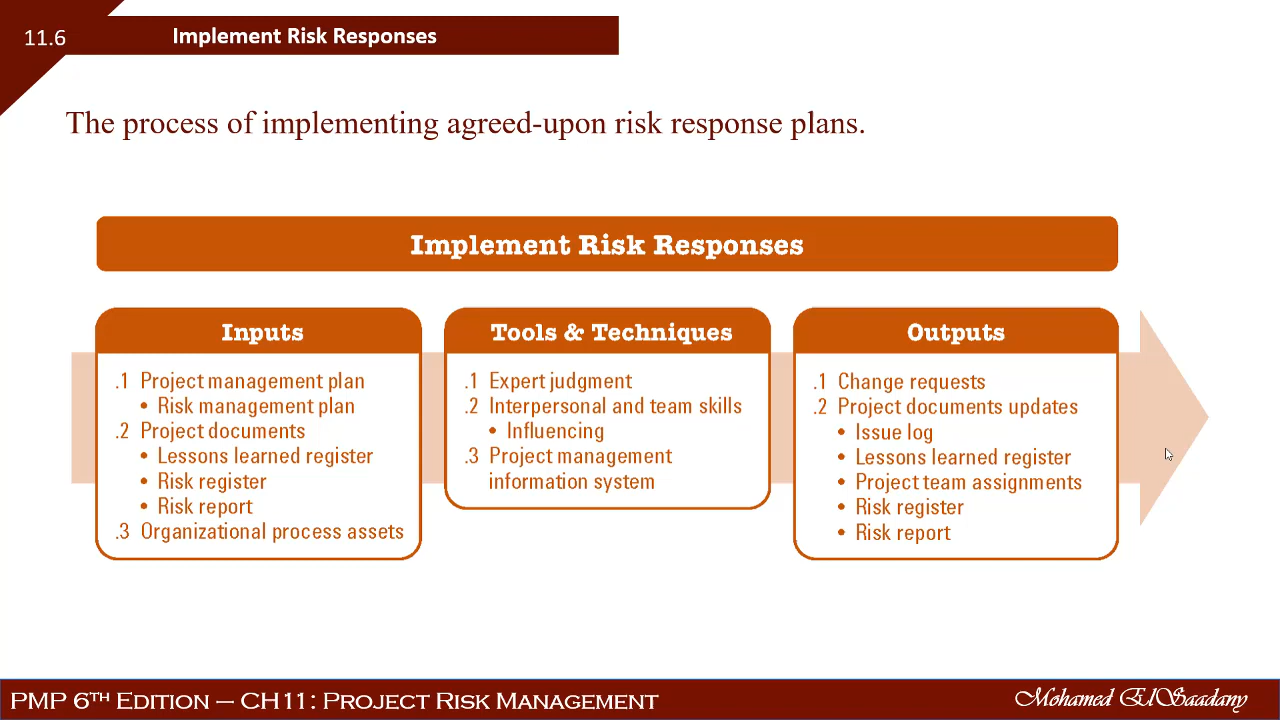 11.6
Implement Risk Responses
The process of implementing agreed-upon risk response plans.
Implement Risk Responses
Inputs
.1 Project management plan
• Risk management plan
.2 Project documents
• Lessons learned register
• Risk register
• Risk report
.3 Organizational process assets
Tools & Techniques
.1 Expert judgment
.2 Interpersonal and team skills
• Influencing
.3 Project management
information system
Outputs
.1 Change requests
.2 Project documents updates
• Issue log
• Lessons learned register
• Project team assignments
• Risk register
• Risk report
PMP 6TH Edition – CH11: Project Risk Management
Mohamed ElSaadany